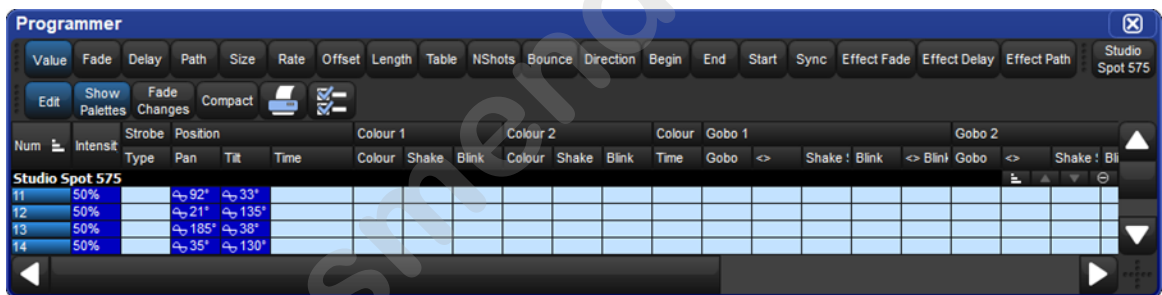 Programmer
Value Fade Delay Path Size Rate Offset Length Table NShots Bounce Direction Begin End Start Sync Effect Fade Effect Delay Effect Path Studio Spot 575
Edit Show Palettes Fade Changes Compact
Num Intensit Strobe Position Colour 1 Colour 2 Colour Gobo 1 Gobo 2
Type Pan Tilt Time Colour Shake Blink Colour Shake Blink Time Gobo <> Shake Blink <> Blink Gobo <> Shake Bli
Studio Spot 575
11 50% 92° 33°
12 50% 21° 135°
13 50% 185° 38°
14 50% 35° 130°